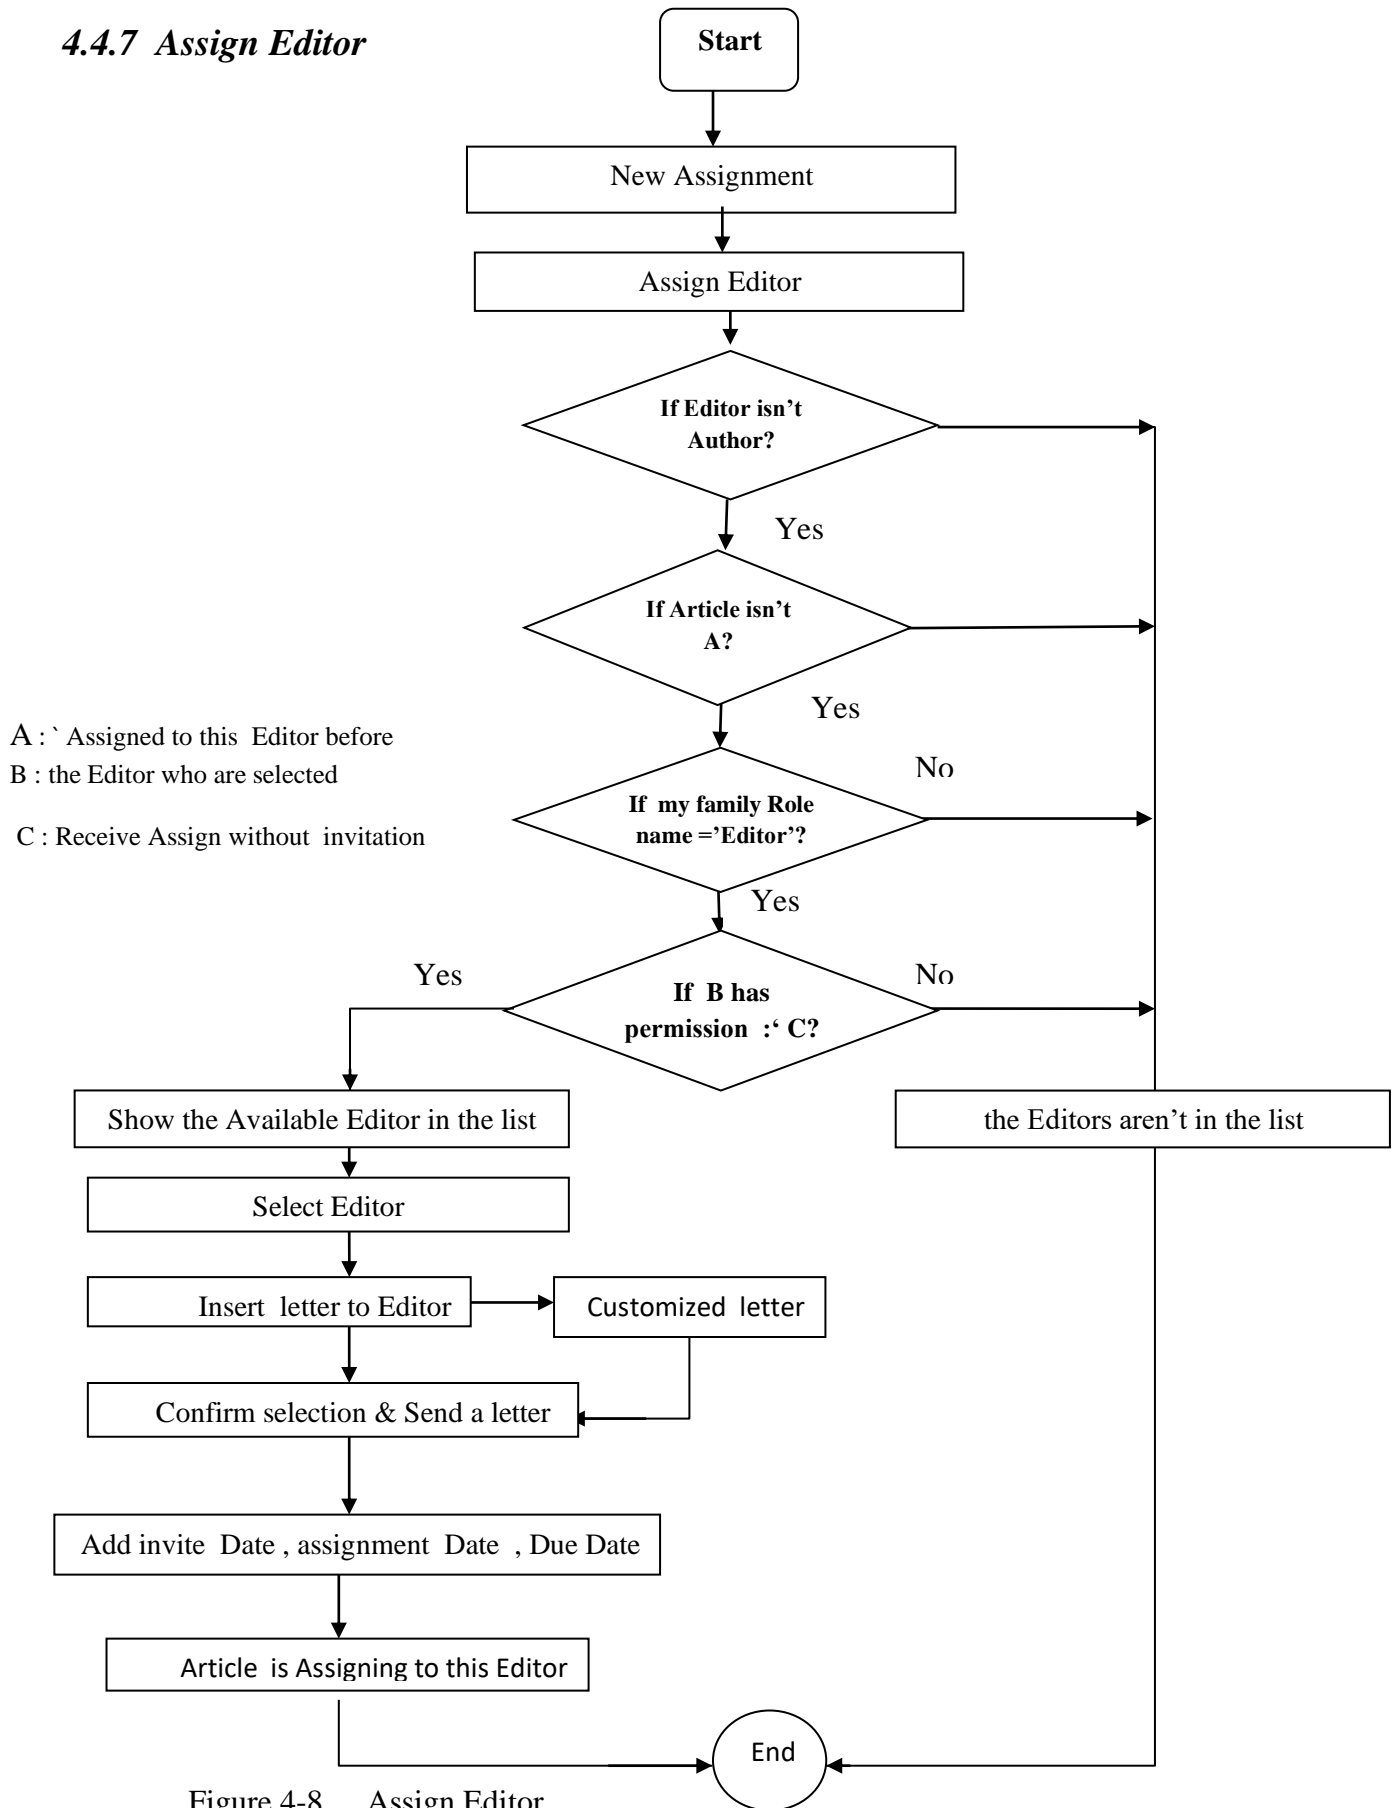 4.4.7 Assign Editor
Start
New Assignment
Assign Editor
If Editor isn’t
Author?
Yes
If Article isn’t
A?
Yes
A : ` Assigned to this Editor before
B : the Editor who are selected
C : Receive Assign without invitation
If my family Role
name =’Editor’?
No
Yes
If B has
permission :‘ C?
Yes
No
Show the Available Editor in the list
the Editors aren’t in the list
Select Editor
Insert letter to Editor
Customized letter
Confirm selection & Send a letter
Add invite Date , assignment Date , Due Date
Article is Assigning to this Editor
End
Figure 4-8 Assign Editor